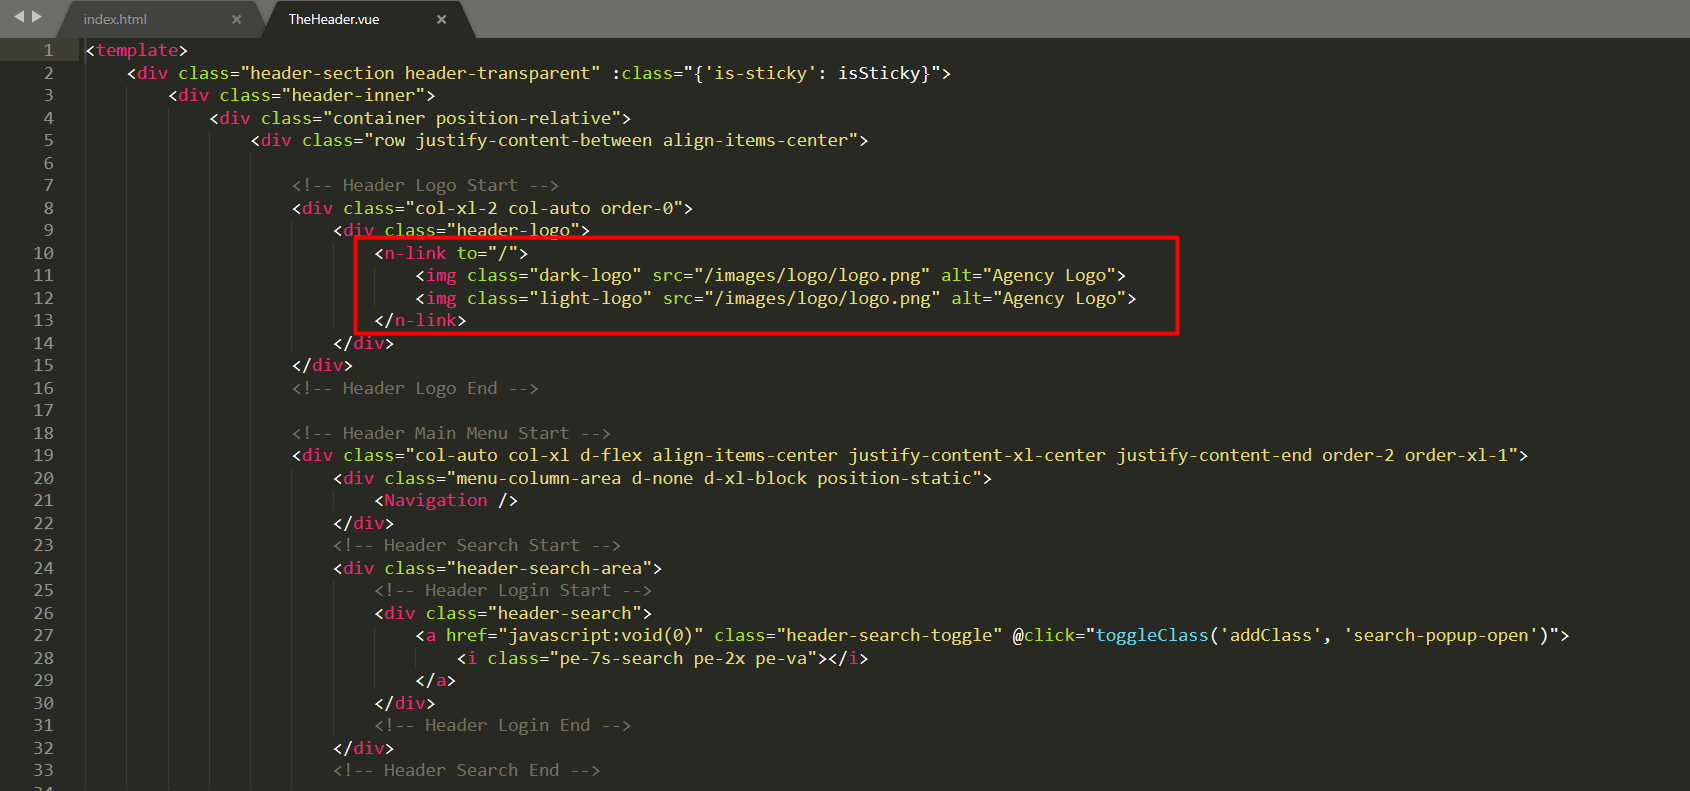 index.html × TheHeader.vue ×
1 <template>
2 <div class="header-section header-transparent" :class="{'is-sticky': isSticky}">
3 <div class="header-inner">
4 <div class="container position-relative">
5 <div class="row justify-content-between align-items-center">
6
7 <!-- Header Logo Start -->
8 <div class="col-xl-2 col-auto order-0">
9 <div class="header-logo">
10 <n-link to="/">
11 <img class="dark-logo" src="/images/logo/logo.png" alt="Agency Logo">
12 <img class="light-logo" src="/images/logo/logo.png" alt="Agency Logo">
13 </n-link>
14 </div>
15 </div>
16 <!-- Header Logo End -->
17
18 <!-- Header Main Menu Start -->
19 <div class="col-auto col-xl d-flex align-items-center justify-content-xl-center justify-content-end order-2 order-xl-1">
20 <div class="menu-column-area d-none d-xl-block position-static">
21 <Navigation />
22 </div>
23 <!-- Header Search Start -->
24 <div class="header-search-area">
25 <!-- Header Login Start -->
26 <div class="header-search">
27 <a href="javascript:void(0)" class="header-search-toggle" @click="toggleClass('addClass', 'search-popup-open')">
28 <i class="pe-7s-search pe-2x pe-va"></i>
29 </a>
30 </div>
31 <!-- Header Login End -->
32 </div>
33 <!-- Header Search End -->